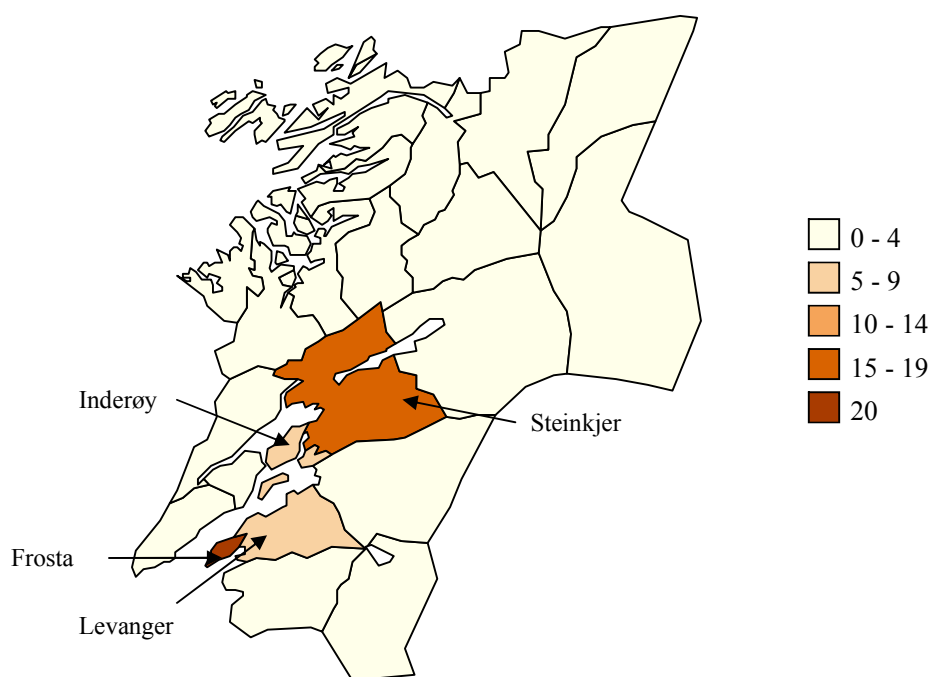 0 - 4
5 - 9
10 - 14
15 - 19
20
Inderøy
Steinkjer
Frosta
Levanger